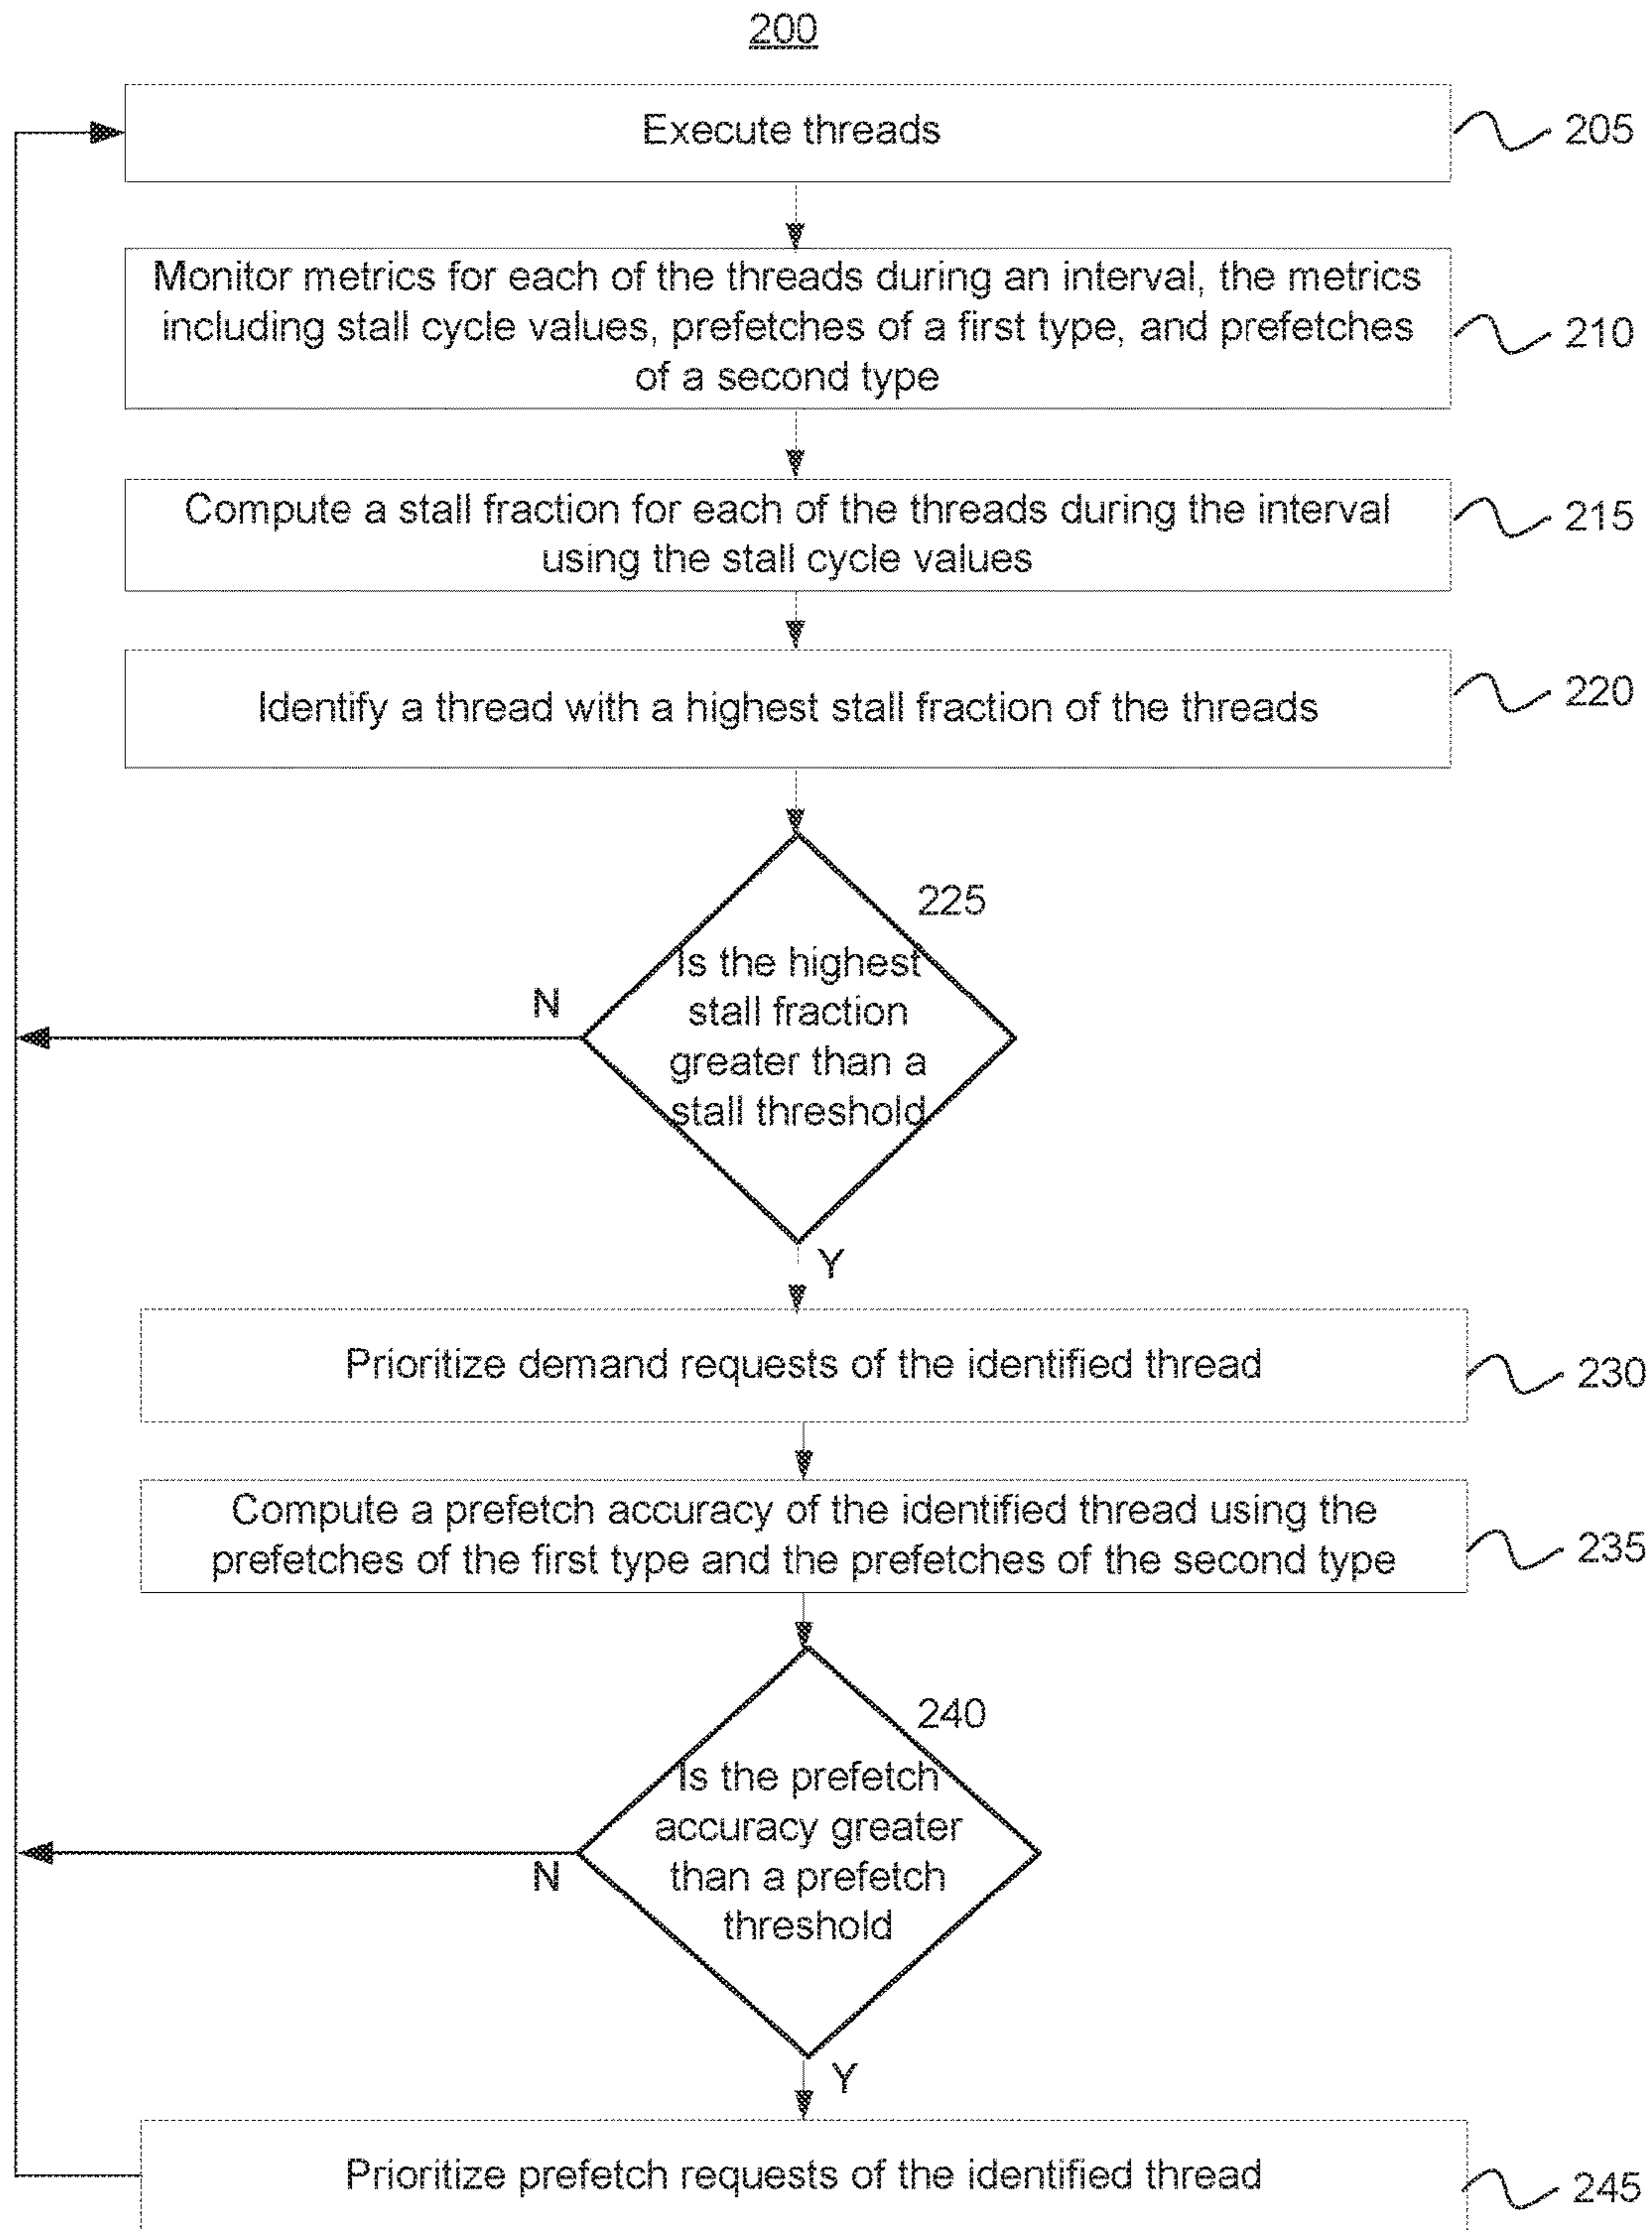 200
Execute threads
205
Monitor metrics for each of the threads during an interval, the metrics
including stall cycle values, prefetches of a first type, and prefetches
of a second type
210
Compute a stall fraction for each of the threads during the interval
using the stall cycle values
215
Identify a thread with a highest stall fraction of the threads
220
225
Is the highest
stall fraction
greater than a
stall threshold
N
Y
Prioritize demand requests of the identified thread
230
Compute a prefetch accuracy of the identified thread using the
prefetches of the first type and the prefetches of the second type
235
240
Is the prefetch
accuracy greater
than a prefetch
threshold
N
Y
Prioritize prefetch requests of the identified thread
245